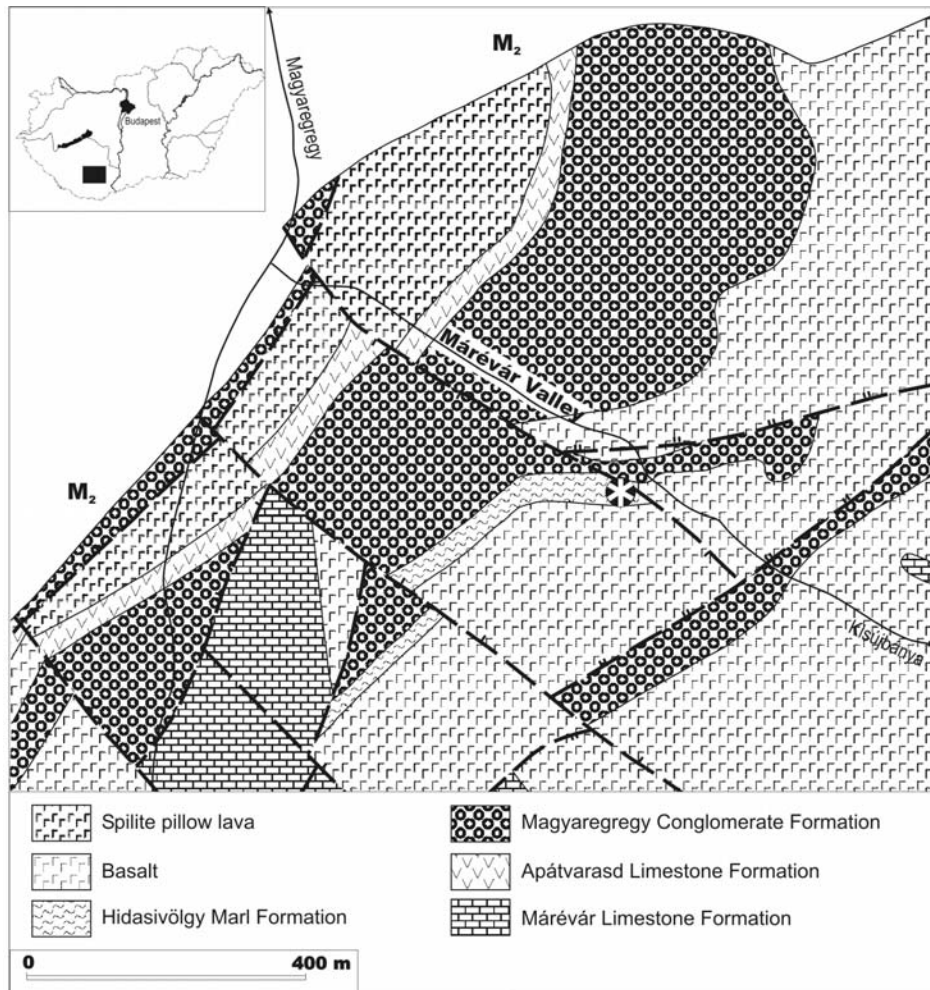 Budapest
M₂
Magyaregregy
Márévár Valley
M₂
Kisújbánya
Spilite pillow lava
Basalt
Hidasivölgy Marl Formation
Magyaregregy Conglomerate Formation
Apátvarasd Limestone Formation
Márévár Limestone Formation
0 400 m